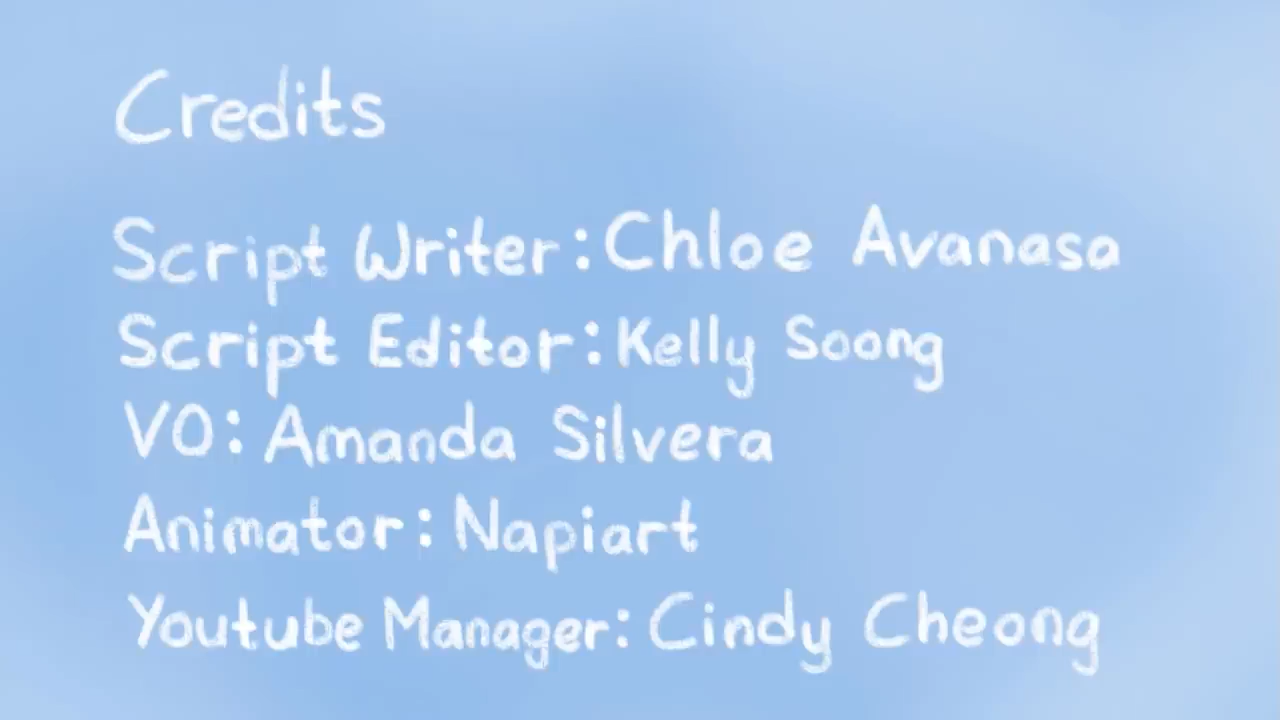 Credits
Script Writer: Chloe Avanasa
Script Editor: Kelly Soong
VO: Amanda Silvera
Animator: Napiart
Youtube Manager: Cindy Cheong